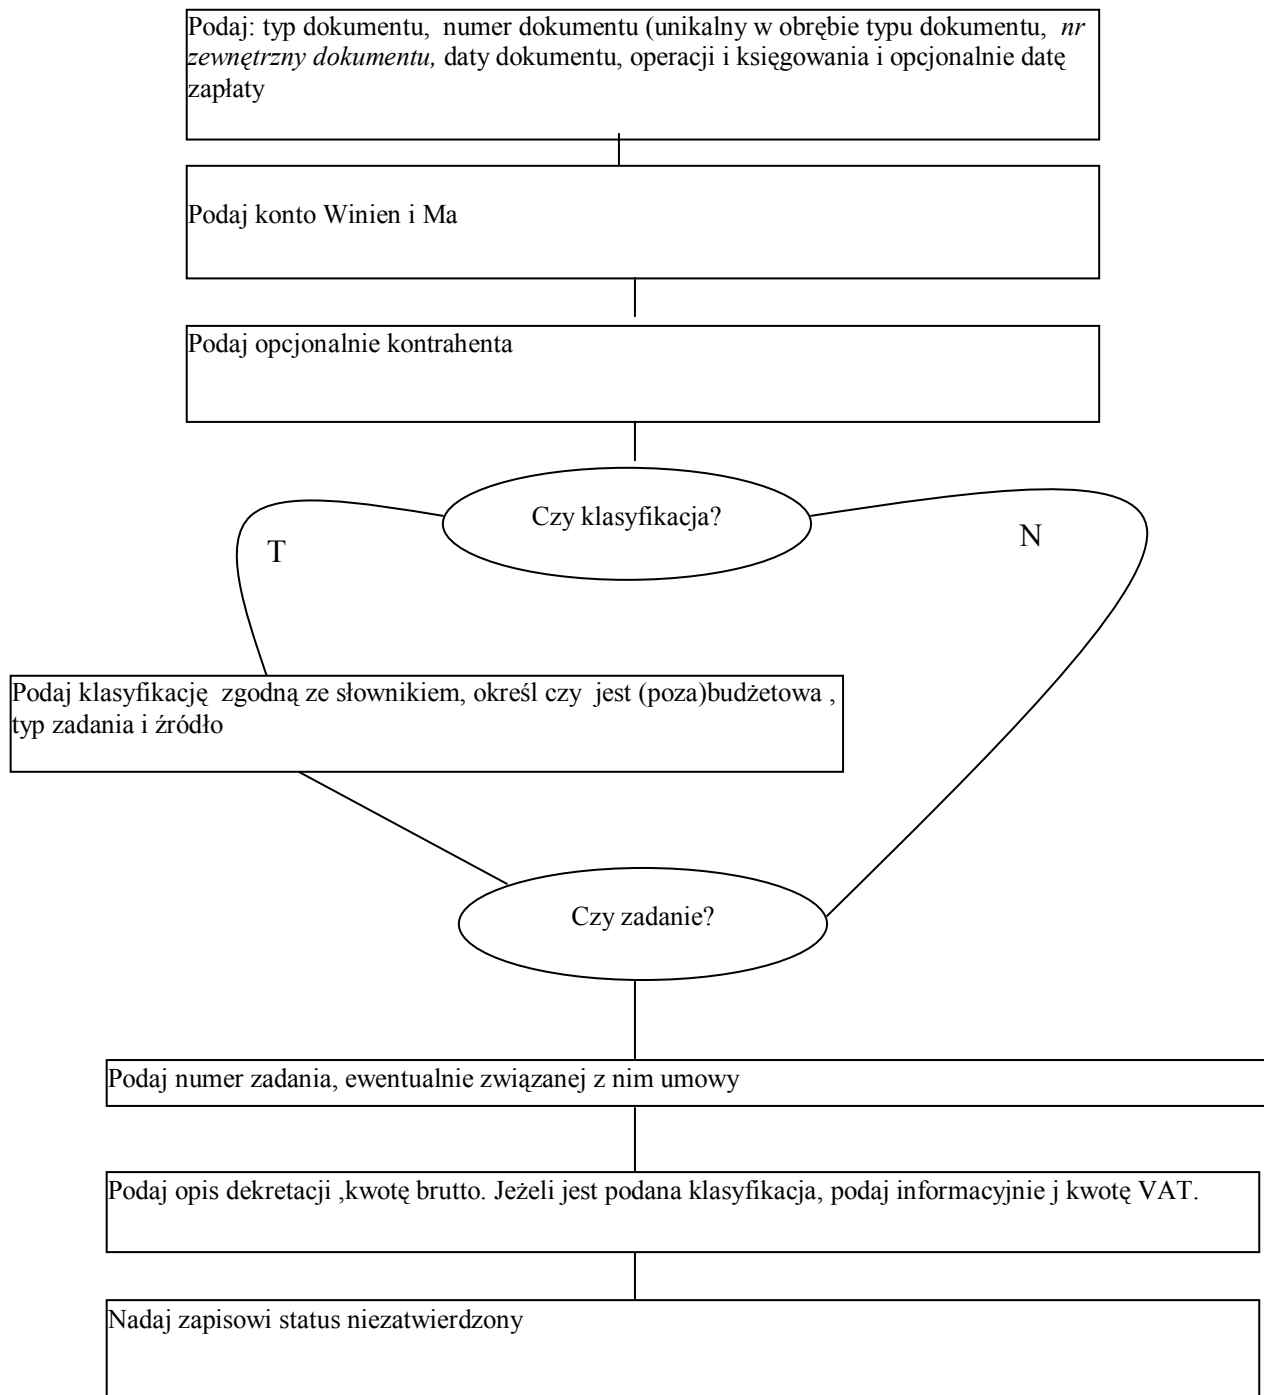 Podaj: typ dokumentu, numer dokumentu (unikalny w obrębie typu dokumentu, nr
zewnętrzny dokumentu, daty dokumentu, operacji i księgowania i opcjonalnie datę
zapłaty
Podaj konto Winien i Ma
Podaj opcjonalnie kontrahenta
Czy klasyfikacja?
T
N
Podaj klasyfikację zgodną ze słownikiem, określ czy jest (poza)budżetowa ,
typ zadania i źródło
Czy zadanie?
Podaj numer zadania, ewentualnie związanej z nim umowy
Podaj opis dekretacji ,kwotę brutto. Jeżeli jest podana klasyfikacja, podaj informacyjnie j kwotę VAT.
Nadaj zapisowi status niezatwierdzony